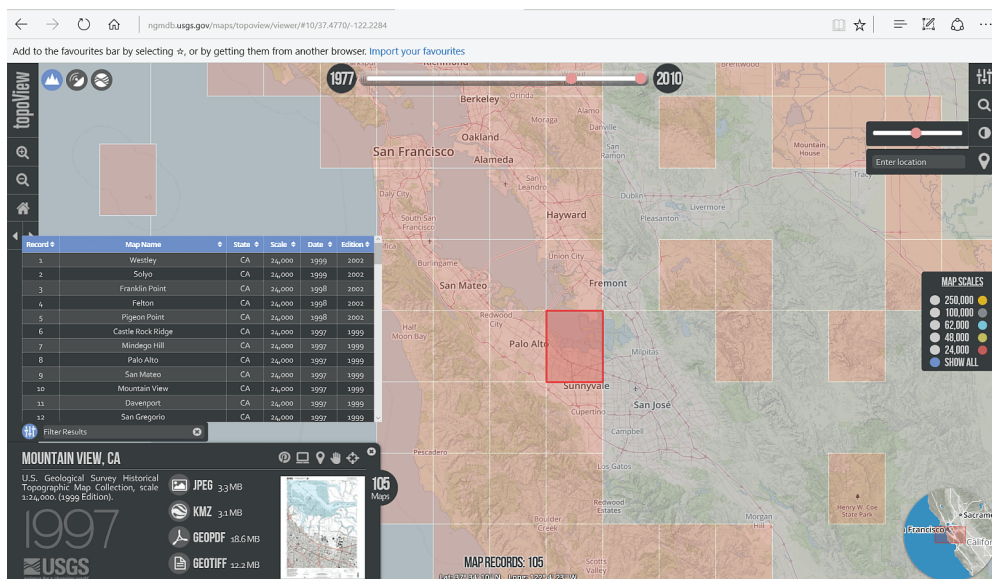 ngmdb.usgs.gov/maps/topoview/viewer/#10/37.4770/-122.2284
Add to the favourites bar by selecting ☆, or by getting them from another browser. Import your favourites
topoView
1977
2010
Richmond
Brentwood
Berkeley
Orinda
Moraga
Alamo
Danville
Oakland
San Francisco
Alameda
San Ramon
Mountain House
Enter location
Tracy
Daly City
San Leandro
Dublin
Livermore
Pleasanton
South San Francisco
Hayward
Union City
Burlingame
San Mateo
Fremont
Half Moon Bay
Redwood City
Palo Alto
Milpitas
Sunnyvale
San José
Cupertino
Campbell
Pescadero
Los Gatos
Redwood Estates
Boulder Creek
Morgan
Scotts Valley
Henry W. Coe State Park
MAP SCALES
250,000
100,000
62,000
48,000
24,000
SHOW ALL
Record Map Name State Scale Date Edition
1 Westley CA 24,000 1999 2002
2 Solyo CA 24,000 1999 2002
3 Franklin Point CA 24,000 1998 2002
4 Felton CA 24,000 1998 2002
5 Pigeon Point CA 24,000 1998 2002
6 Castle Rock Ridge CA 24,000 1997 1999
7 Mindego Hill CA 24,000 1997 1999
8 Palo Alto CA 24,000 1997 1999
9 San Mateo CA 24,000 1997 1999
10 Mountain View CA 24,000 1997 1999
11 Davenport CA 24,000 1997 1999
12 San Gregorio CA 24,000 1997 1999
Filter Results
MOUNTAIN VIEW, CA
U.S. Geological Survey Historical
Topographic Map Collection, scale
1:24,000. (1999 Edition).
1997
USGS
JPEG 3.3 MB
KMZ 3.1 MB
GEOPDF 18.6 MB
GEOTIFF 12.2 MB
105
Maps
MAP RECORDS: 105
Francisco
Sacrame
Califor